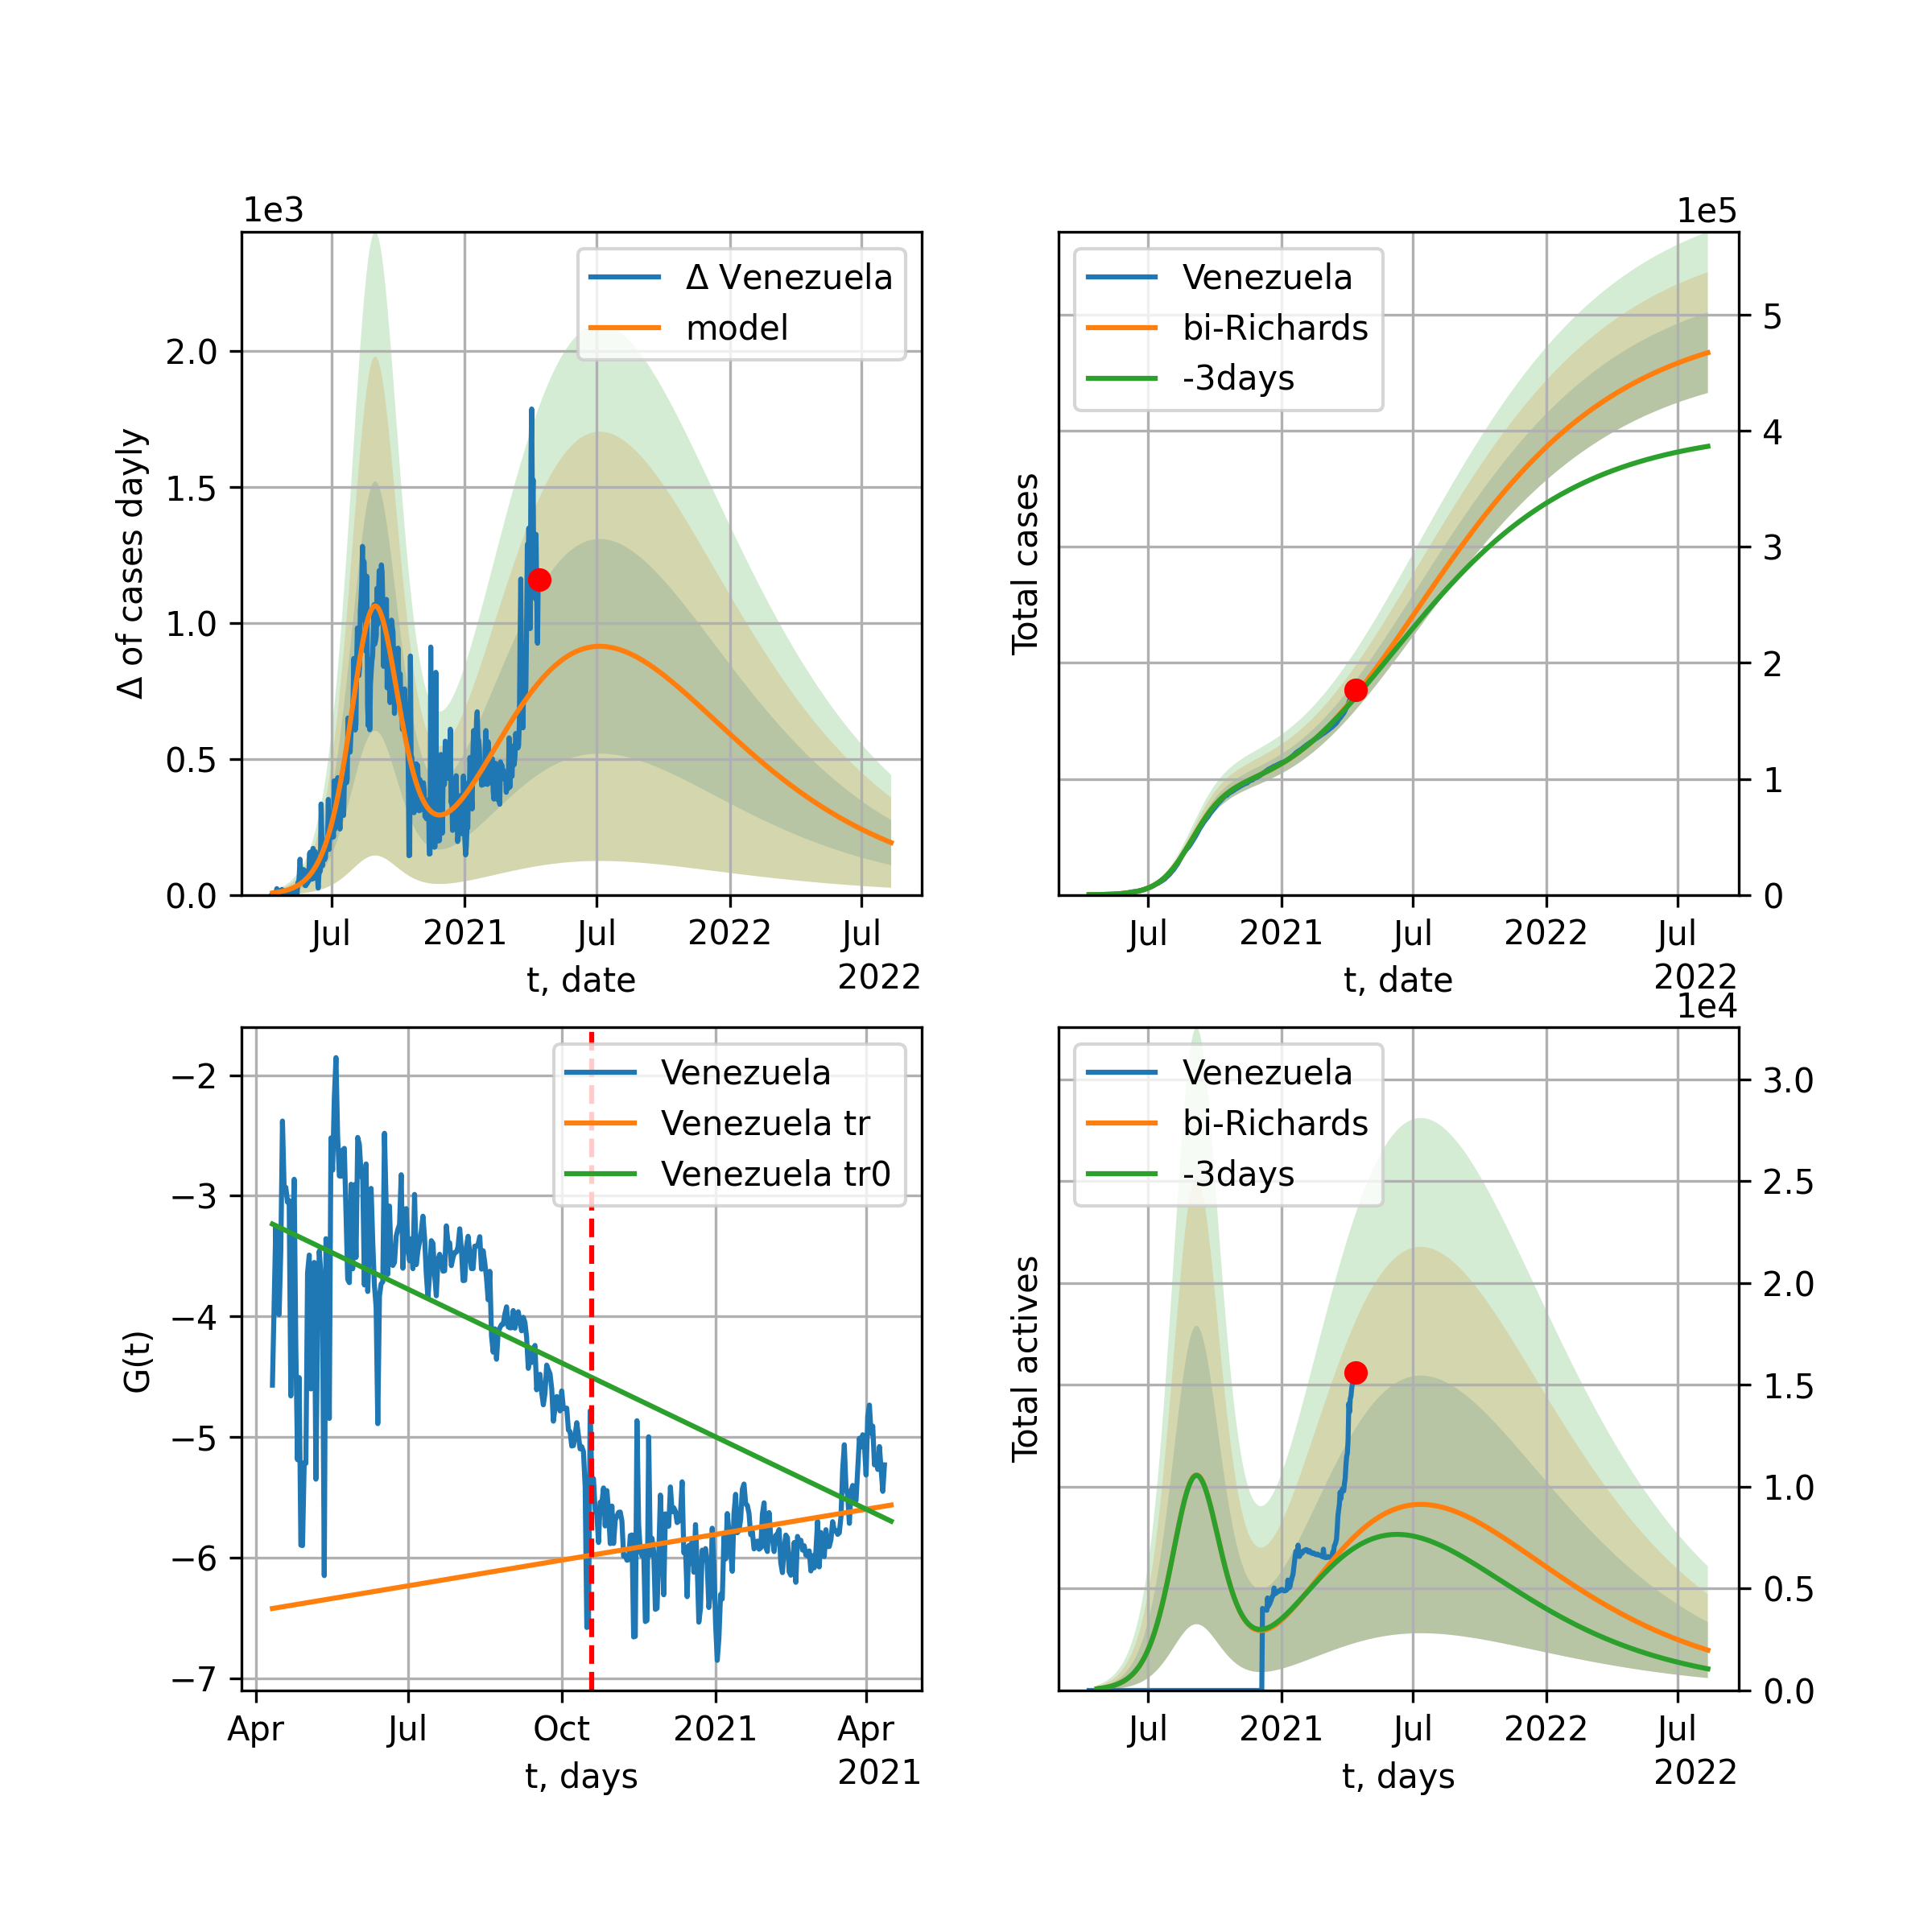 1e3
Δ Venezuela
model
2.0
1.5
1.0
0.5
0.0
Δ of cases dayly
Jul
2021
Jul
2022
Jul
2022
t, date
1e5
Venezuela
bi-Richards
-3days
5
4
3
2
1
0
Total cases
Jul
2021
Jul
2022
Jul
2022
t, date
Venezuela
Venezuela tr
Venezuela tr0
−2
−3
−4
−5
−6
−7
G(t)
Apr
Jul
Oct
2021
Apr
2021
t, days
1e4
Venezuela
bi-Richards
-3days
3.0
2.5
2.0
1.5
1.0
0.5
0.0
Total actives
Jul
2021
Jul
2022
Jul
2022
t, days